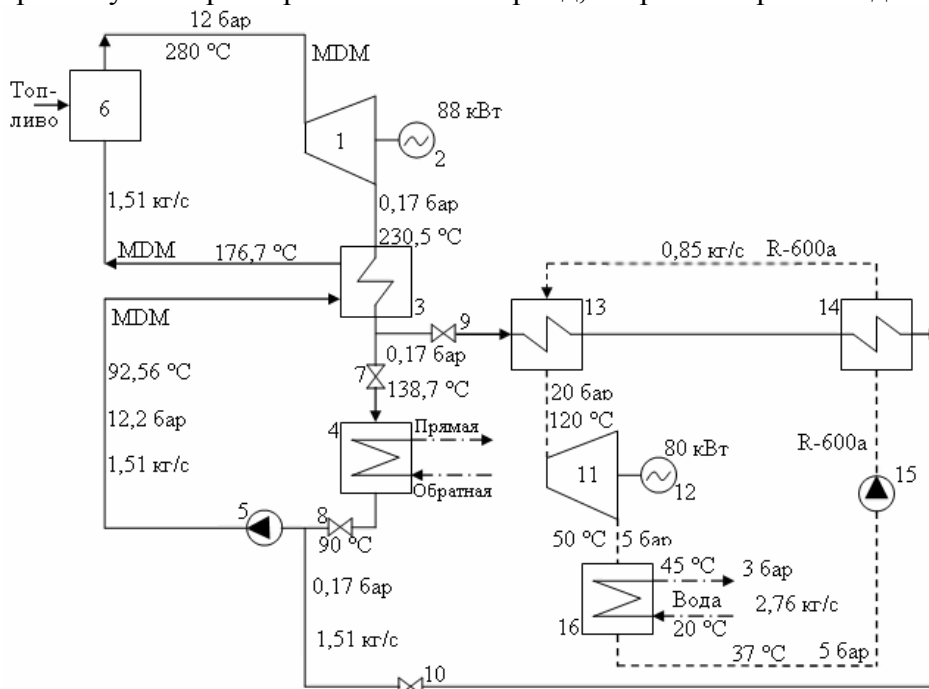 12 бар
280 °C
MDM
Топ-
ливо
6
1
88 кВт
2
1,51 кг/с
0,17 бар
230,5 °C
MDM
176,7 °C
3
0,85 кг/с
R-600a
13
14
MDM
9
0,17 бар
92,56 °C
7
138,7 °C
20 бар
120 °C
12,2 бар
4
Прямая
R-600a
1,51 кг/с
Обратная
11
80 кВт
12
15
5
8
90 °C
50 °C
5 бар
0,17 бар
45 °C
3 бар
Вода
2,76 кг/с
16
20 °C
1,51 кг/с
37 °C
5 бар
10